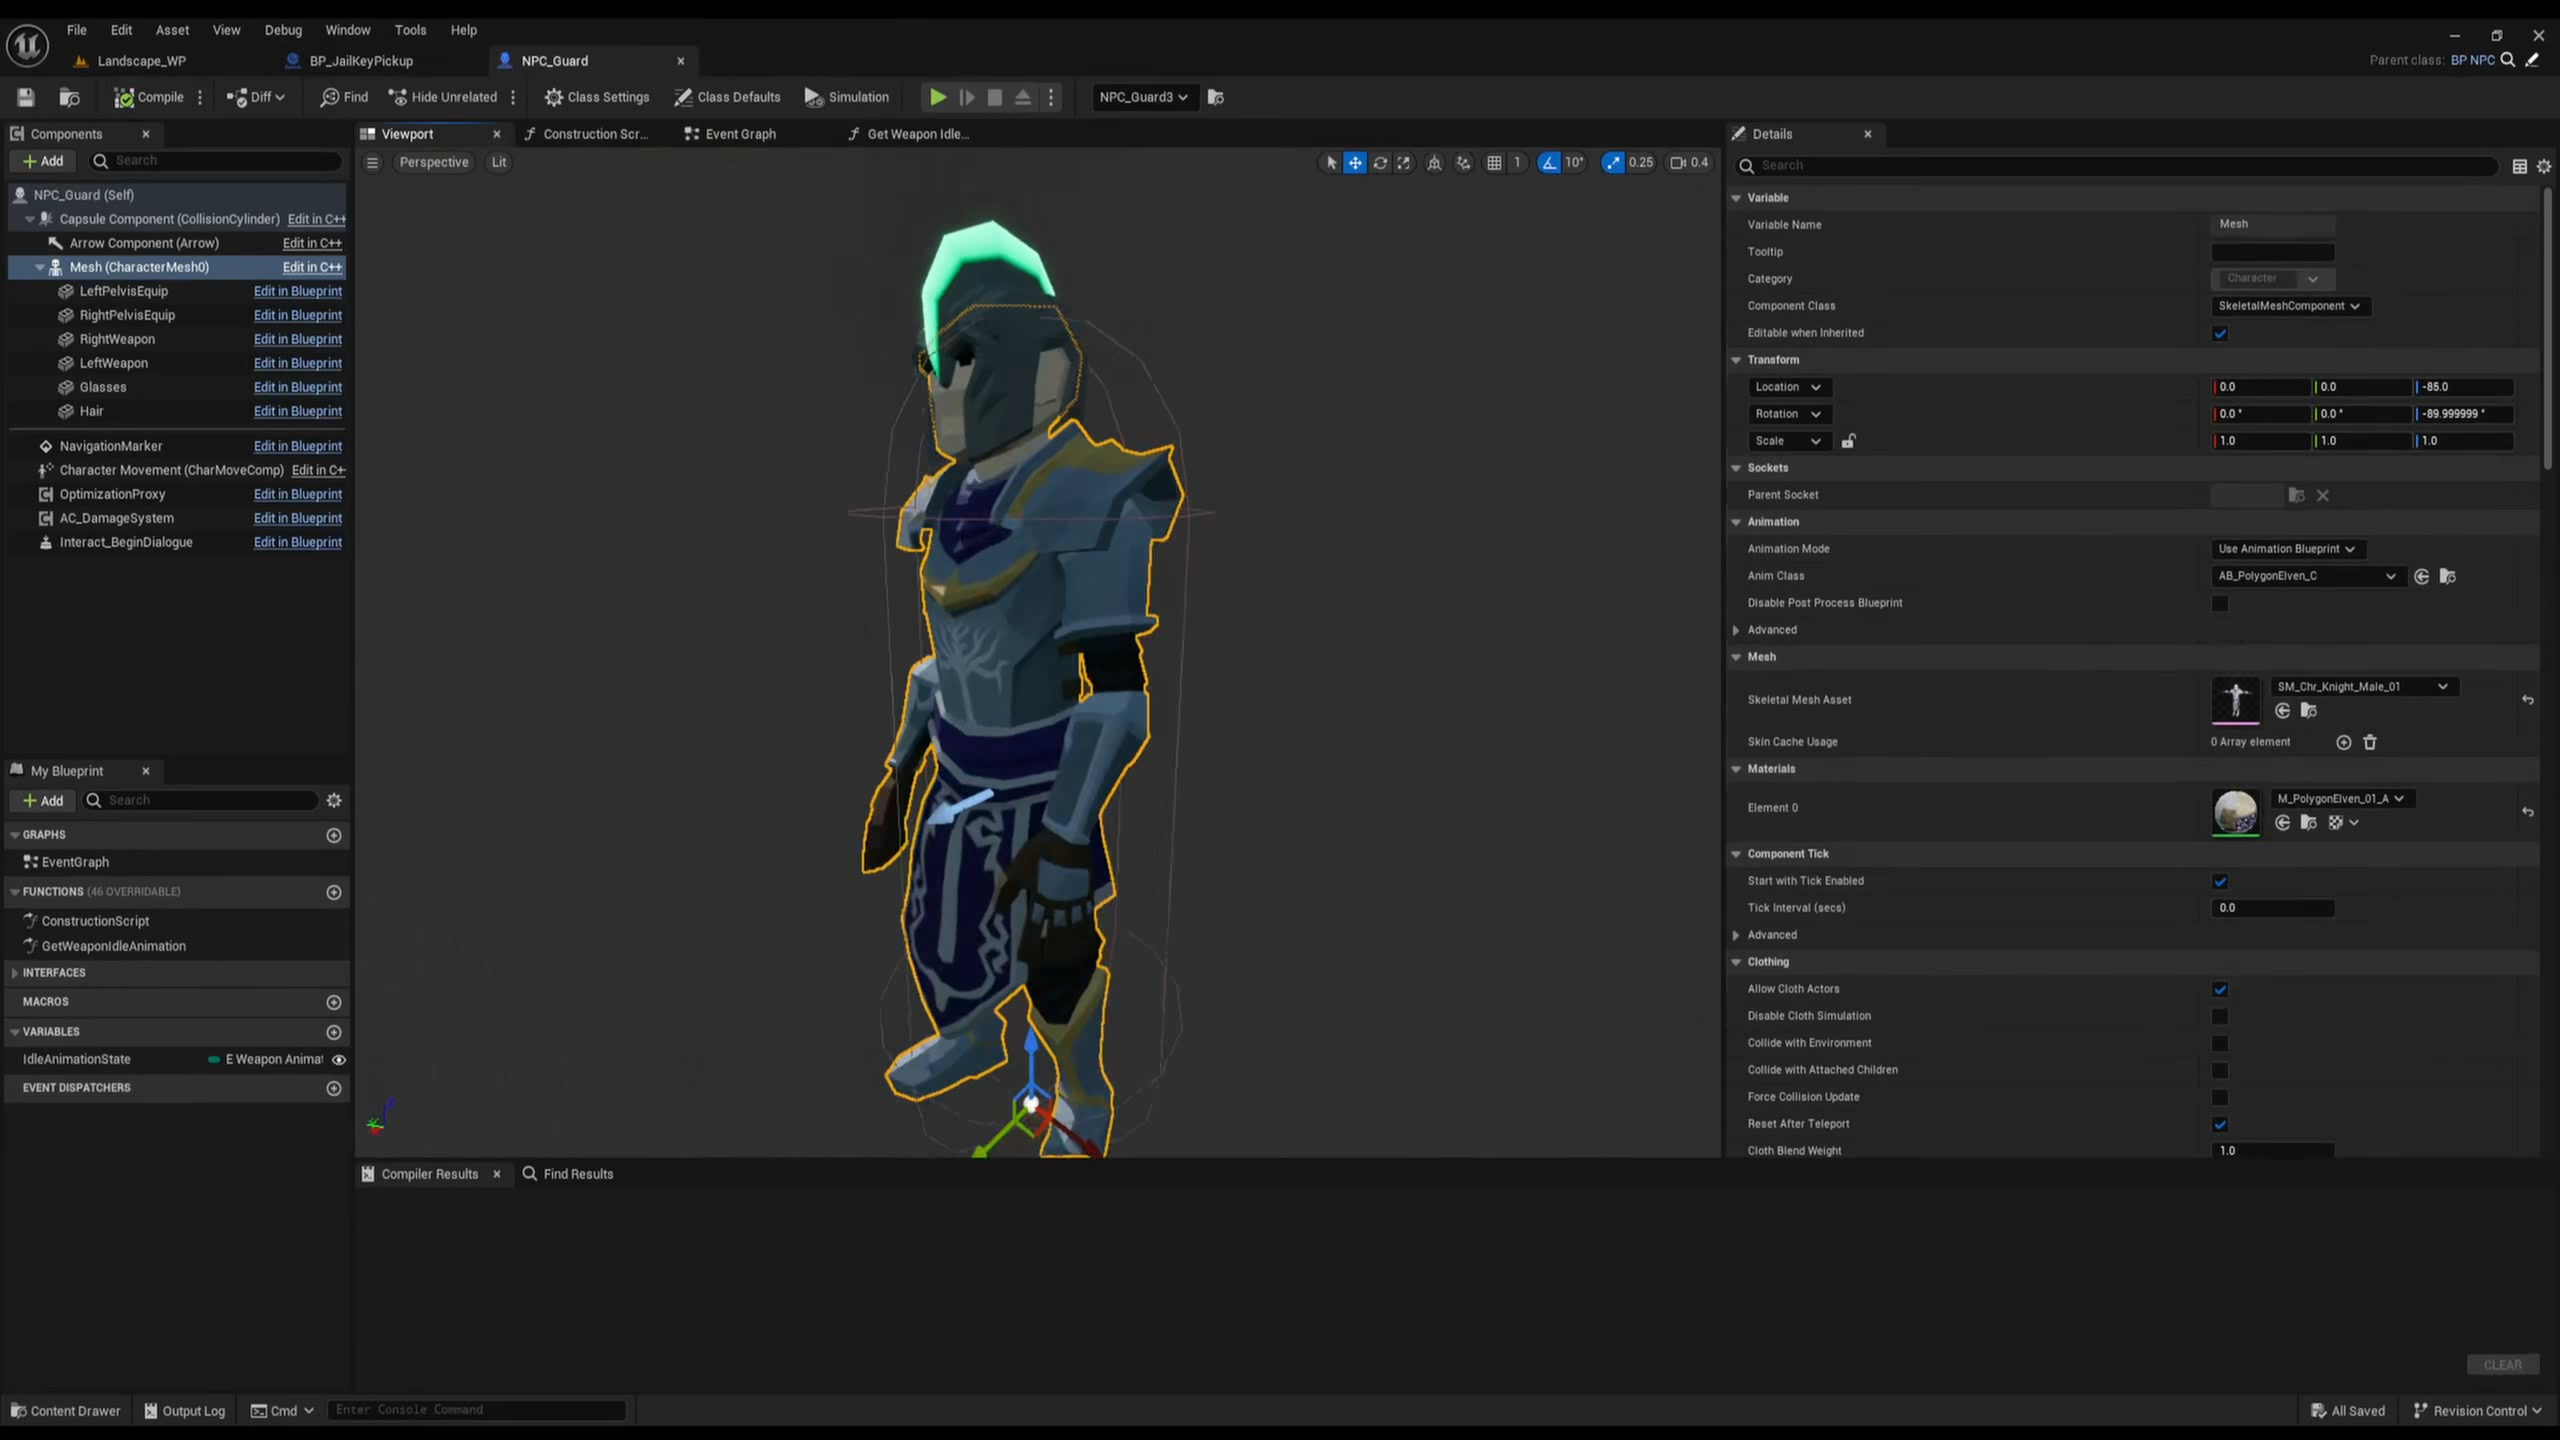 File Edit Asset View Debug Window Tools Help
Landscape_WP BP_JailKeyPickup NPC_Guard Parent class: BP NPC
Compile Diff Find Hide Unrelated Class Settings Class Defaults Simulation NPC_Guard3
Components
Viewport Construction Scr... Event Graph Get Weapon Idle...
Details
Add Search
Perspective Lit 1 10° 0.25 0.4
Search
NPC_Guard (Self)
Capsule Component (CollisionCylinder) Edit in C++
Arrow Component (Arrow) Edit in C++
Mesh (CharacterMesh0) Edit in C++
LeftPelvisEquip Edit in Blueprint
RightPelvisEquip Edit in Blueprint
RightWeapon Edit in Blueprint
LeftWeapon Edit in Blueprint
Glasses Edit in Blueprint
Hair Edit in Blueprint
NavigationMarker Edit in Blueprint
Character Movement (CharMoveComp) Edit in C+
OptimizationProxy Edit in Blueprint
AC_DamageSystem Edit in Blueprint
Interact_BeginDialogue Edit in Blueprint
My Blueprint
Add Search
GRAPHS
EventGraph
FUNCTIONS (46 OVERRIDABLE)
ConstructionScript
GetWeaponIdleAnimation
INTERFACES
MACROS
VARIABLES
IdleAnimationState E Weapon Animat
EVENT DISPATCHERS
Variable
Variable Name Mesh
Tooltip
Category Character
Component Class SkeletalMeshComponent
Editable when Inherited
Transform
Location 0.0 0.0 -85.0
Rotation 0.0 ° 0.0 ° -89.999999 °
Scale 1.0 1.0 1.0
Sockets
Parent Socket
Animation
Animation Mode Use Animation Blueprint
Anim Class AB_PolygonElven_C
Disable Post Process Blueprint
Advanced
Mesh
Skeletal Mesh Asset SM_Chr_Knight_Male_01
Skin Cache Usage 0 Array element
Materials
Element 0 M_PolygonElven_01_A
Component Tick
Start with Tick Enabled
Tick Interval (secs) 0.0
Advanced
Clothing
Allow Cloth Actors
Disable Cloth Simulation
Collide with Environment
Collide with Attached Children
Force Collision Update
Reset After Teleport
Cloth Blend Weight 1.0
Compiler Results Find Results
CLEAR
Content Drawer Output Log Cmd Enter Console Command All Saved Revision Control